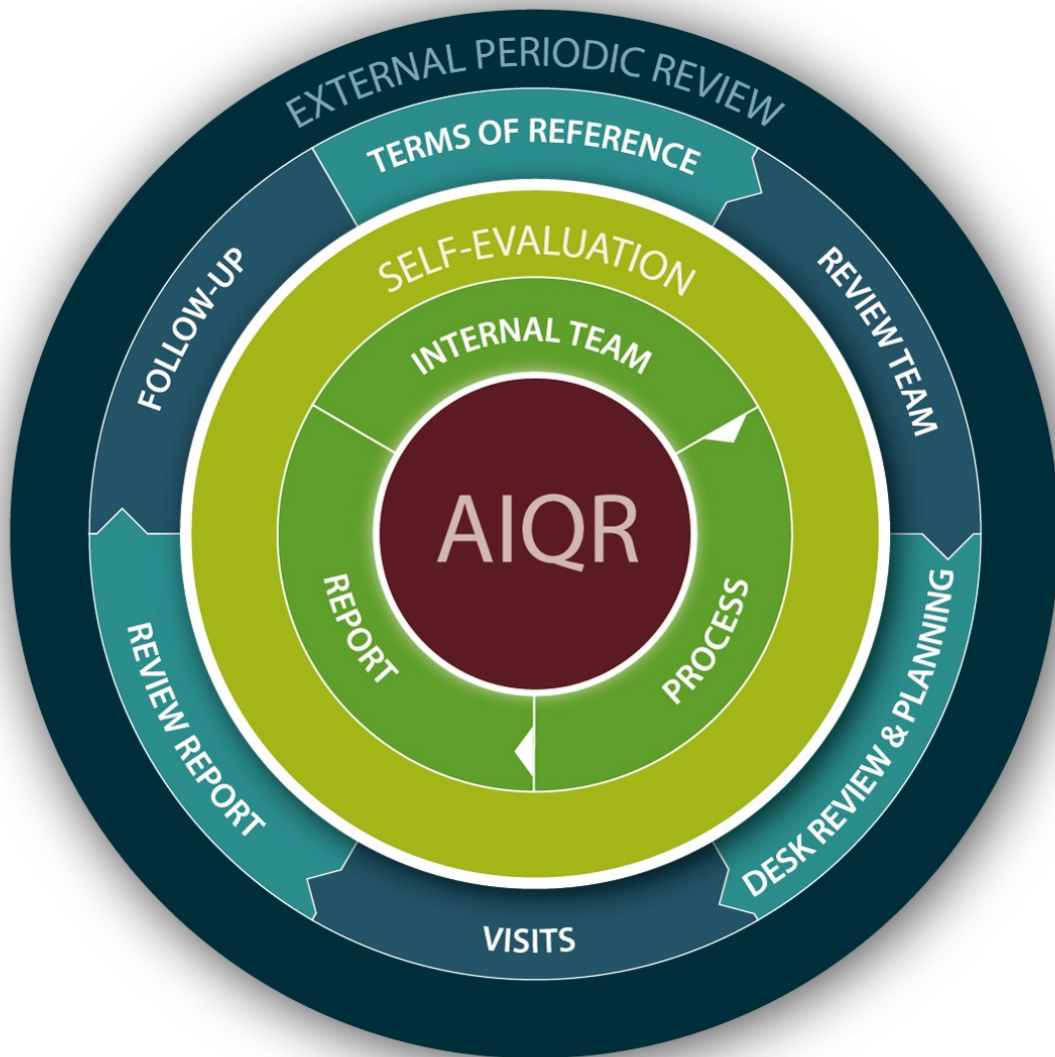 EXTERNAL PERIODIC REVIEW
TERMS OF REFERENCE
REVIEW TEAM
DESK REVIEW & PLANNING
VISITS
REVIEW REPORT
FOLLOW-UP
SELF-EVALUATION
INTERNAL TEAM
PROCESS
REPORT
AIQR